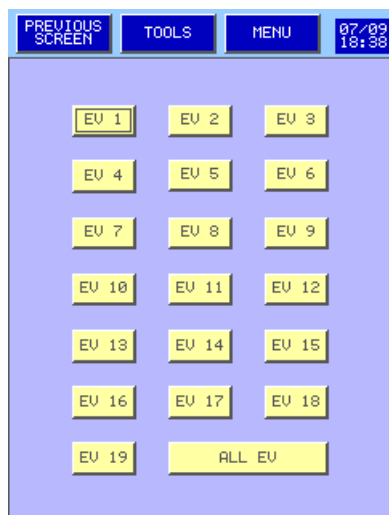 PREVIOUS SCREEN TOOLS MENU 07/09 18:38
EV 1 EV 2 EV 3
EV 4 EV 5 EV 6
EV 7 EV 8 EV 9
EV 10 EV 11 EV 12
EV 13 EV 14 EV 15
EV 16 EV 17 EV 18
EV 19 ALL EV